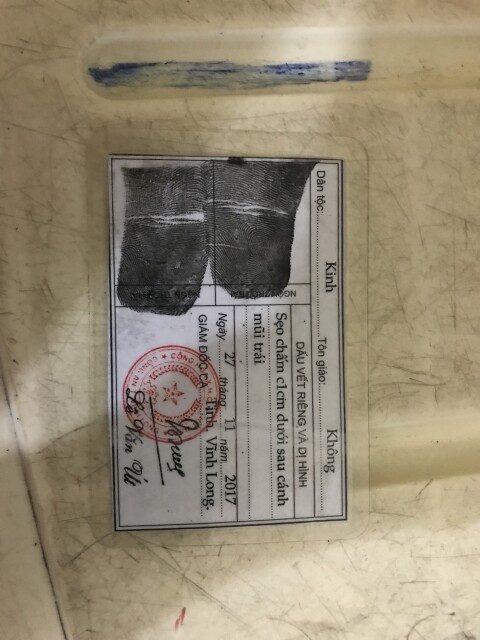 Dân tộc: Kinh Tôn giáo: Không
DẤU VẾT RIÊNG VÀ DỊ HÌNH
Sẹo chấm c1cm dưới sau cánh
mũi trái
Ngày 27 tháng 11 năm 2017
GIÁM ĐỐC CA Tỉnh Vĩnh Long.